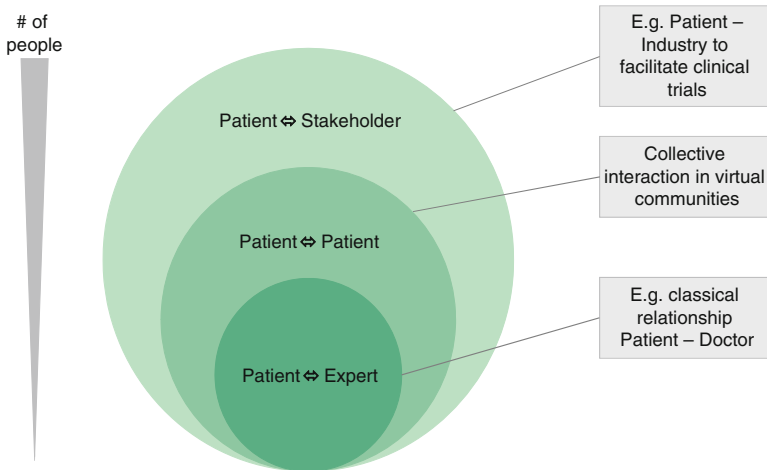 # of
people
E.g. Patient –
Industry to
facilitate clinical
trials
Patient ⇔ Stakeholder
Collective
interaction in virtual
communities
Patient ⇔ Patient
E.g. classical
relationship
Patient – Doctor
Patient ⇔ Expert